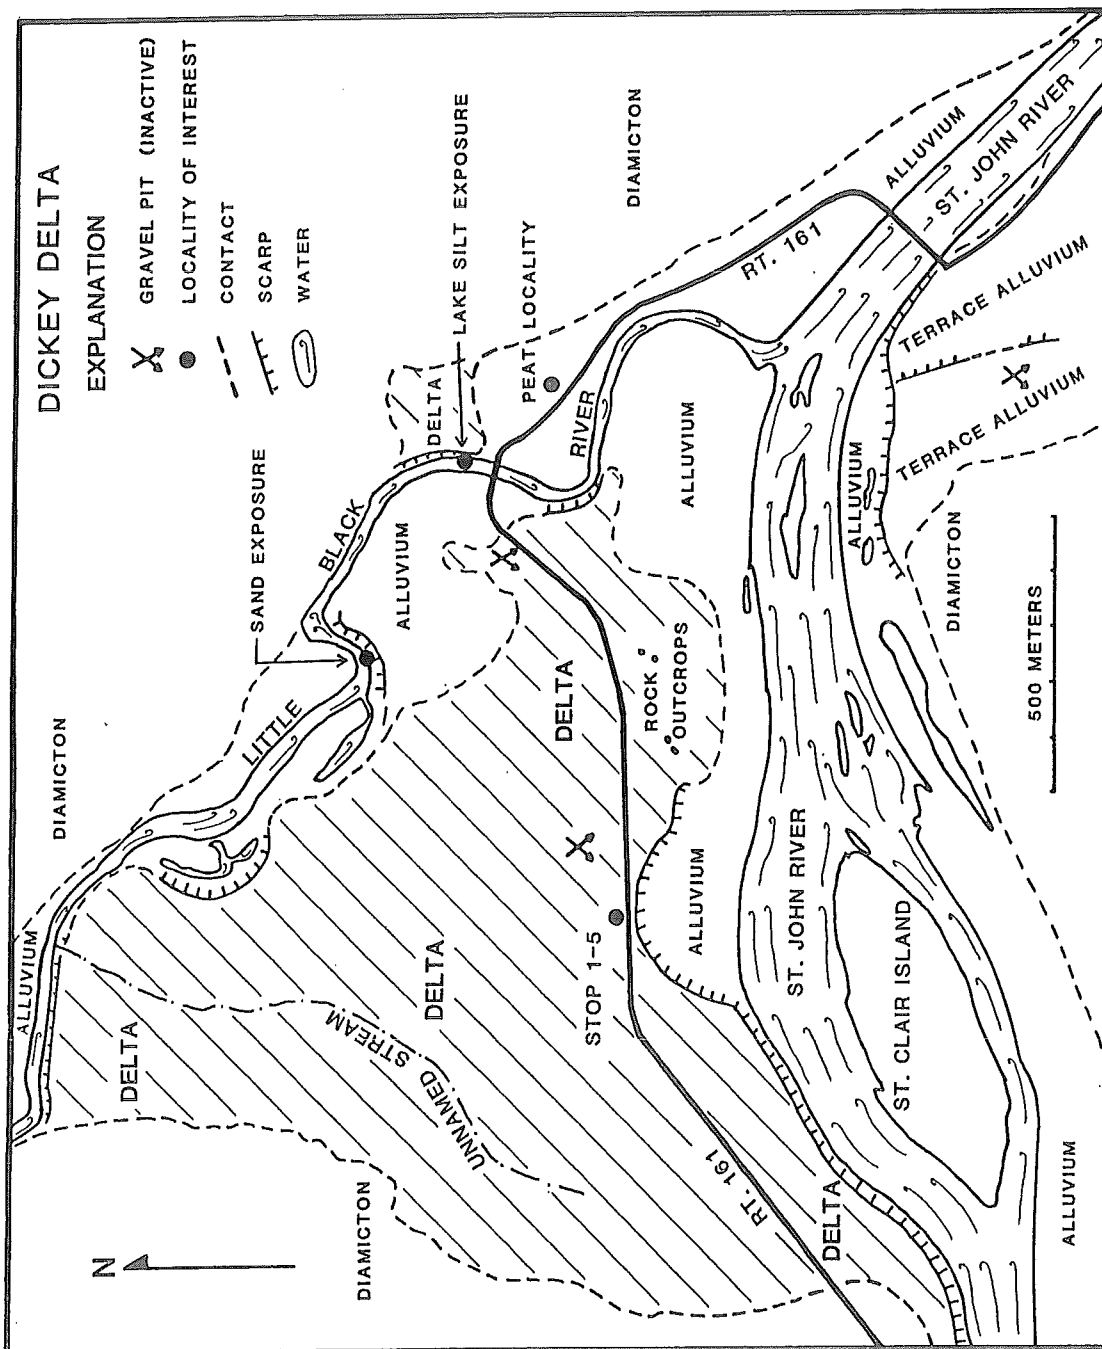 DICKEY DELTA
EXPLANATION
GRAVEL PIT (INACTIVE)
LOCALITY OF INTEREST
CONTACT
SCARP
WATER
N
ALLUVIUM
DELTA
DIAMICTON
DIAMICTON
LITTLE
BLACK
RIVER
SAND EXPOSURE
LAKE SILT EXPOSURE
DELTA
DIAMICTON
PEAT LOCALITY
ALLUVIUM
UNNAMED STREAM
DELTA
DELTA
STOP 1-5
ROCK
OUTCROPS
RT. 161
RT. 161
DELTA
ALLUVIUM
ALLUVIUM
ALLUVIUM
ST. JOHN RIVER
ST. JOHN RIVER
ST. CLAIR ISLAND
ALLUVIUM
TERRACE ALLUVIUM
TERRACE ALLUVIUM
DIAMICTON
500 METERS
ALLUVIUM